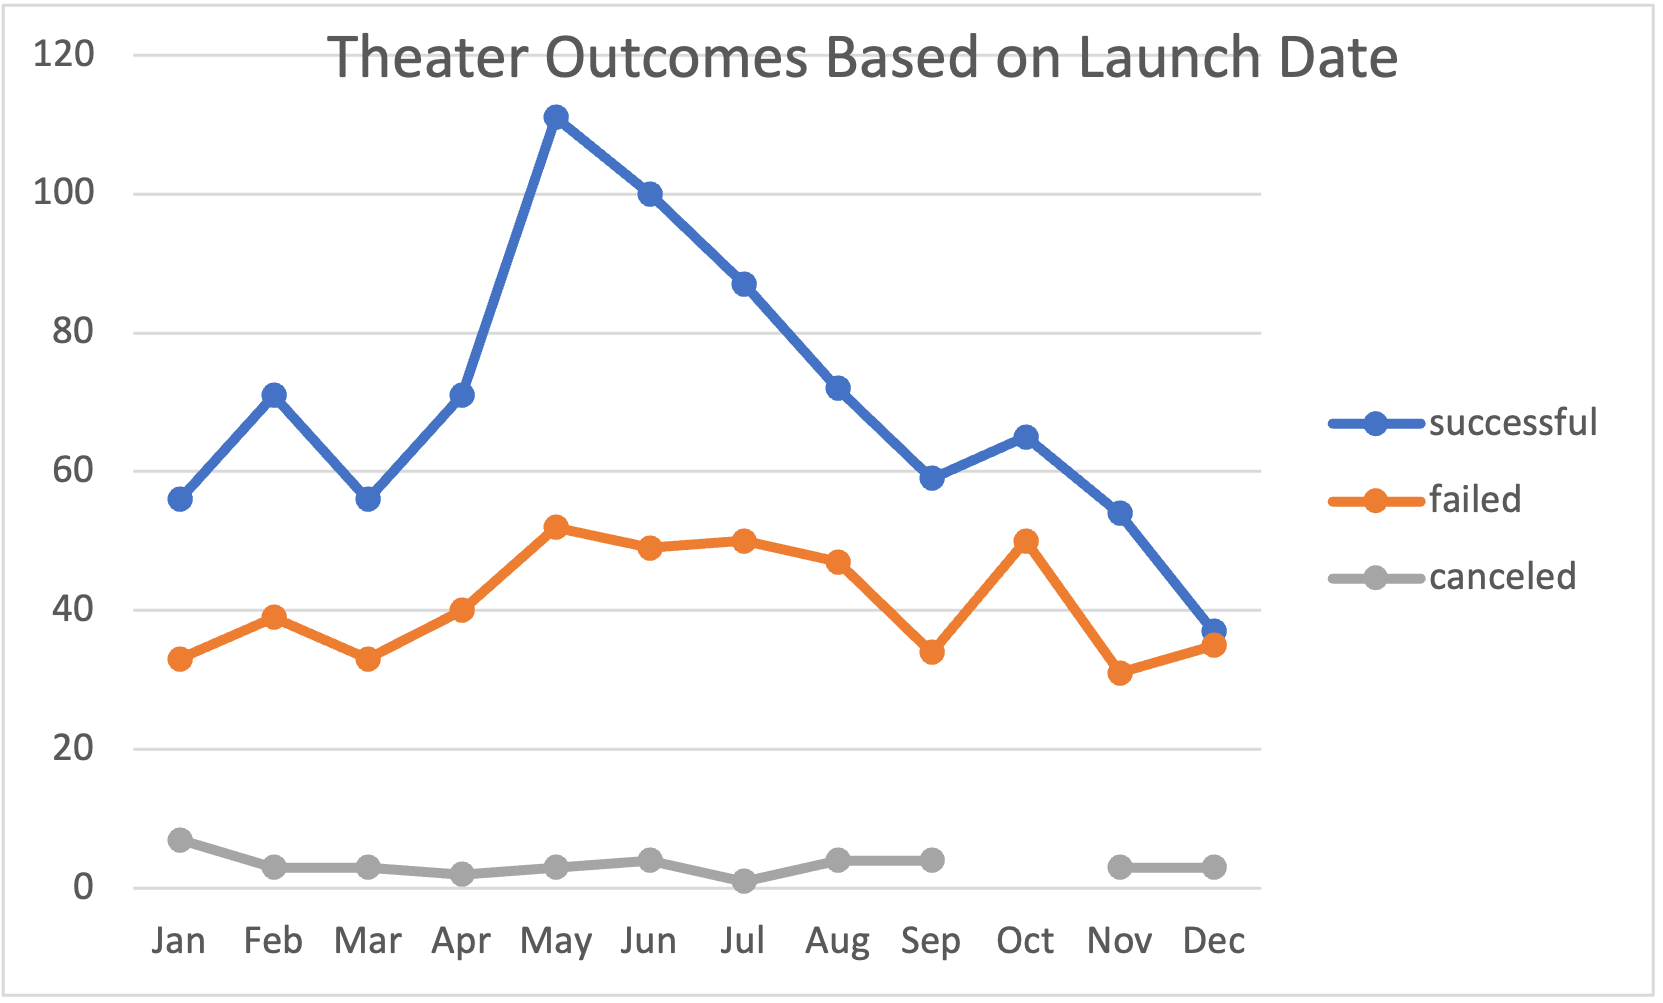 Theater Outcomes Based on Launch Date
120
100
80
60
40
20
0
Jan Feb Mar Apr May Jun Jul Aug Sep Oct Nov Dec
successful
failed
canceled